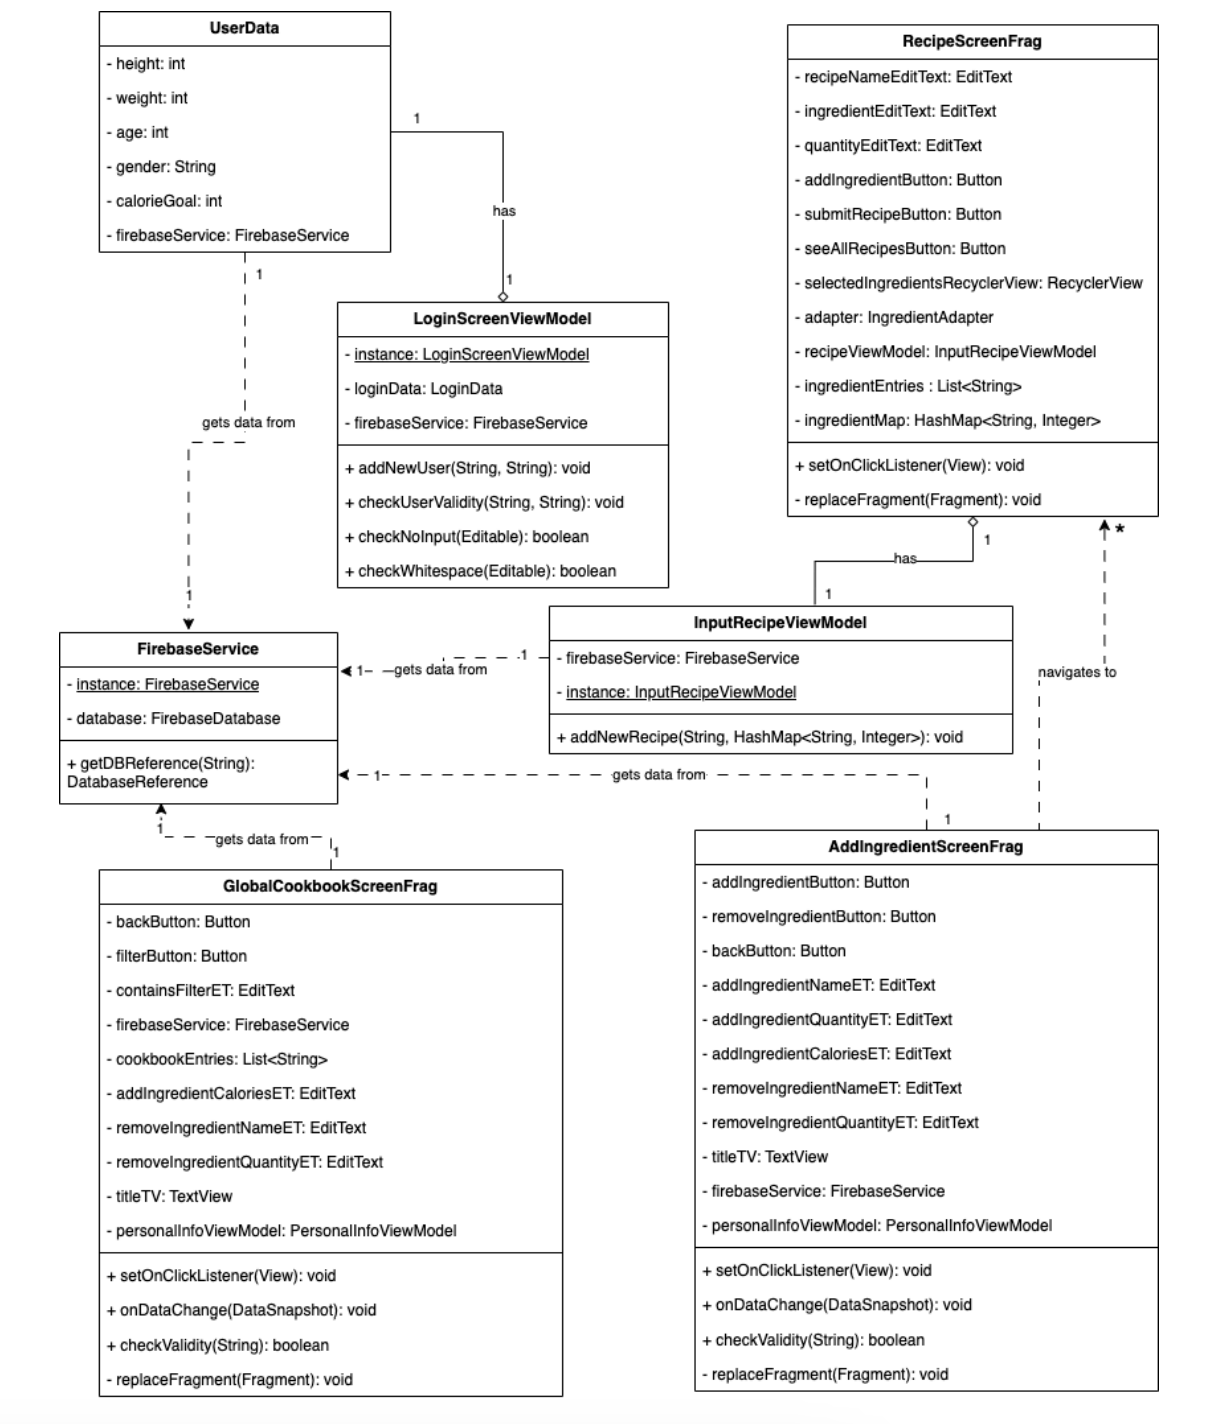 UserData
- height: int
- weight: int
- age: int
- gender: String
- calorieGoal: int
- firebaseService: FirebaseService
1
has
1
1
gets data from
1
LoginScreenViewModel
- instance: LoginScreenViewModel
- loginData: LoginData
- firebaseService: FirebaseService
+ addNewUser(String, String): void
+ checkUserValidity(String, String): void
+ checkNoInput(Editable): boolean
+ checkWhitespace(Editable): boolean
RecipeScreenFrag
- recipeNameEditText: EditText
- ingredientEditText: EditText
- quantityEditText: EditText
- addIngredientButton: Button
- submitRecipeButton: Button
- seeAllRecipesButton: Button
- selectedIngredientsRecyclerView: RecyclerView
- adapter: IngredientAdapter
- recipeViewModel: InputRecipeViewModel
- ingredientEntries : List<String>
- ingredientMap: HashMap<String, Integer>
+ setOnClickListener(View): void
- replaceFragment(Fragment): void
1
has
1
*
navigates to
FirebaseService
- instance: FirebaseService
- database: FirebaseDatabase
+ getDBReference(String):
DatabaseReference
1
gets data from
1
InputRecipeViewModel
- firebaseService: FirebaseService
- instance: InputRecipeViewModel
+ addNewRecipe(String, HashMap<String, Integer>): void
1
gets data from
1
1
gets data from
1
GlobalCookbookScreenFrag
- backButton: Button
- filterButton: Button
- containsFilterET: EditText
- firebaseService: FirebaseService
- cookbookEntries: List<String>
- addIngredientCaloriesET: EditText
- removeIngredientNameET: EditText
- removeIngredientQuantityET: EditText
- titleTV: TextView
- personalInfoViewModel: PersonalInfoViewModel
+ setOnClickListener(View): void
+ onDataChange(DataSnapshot): void
+ checkValidity(String): boolean
- replaceFragment(Fragment): void
AddIngredientScreenFrag
- addIngredientButton: Button
- removeIngredientButton: Button
- backButton: Button
- addIngredientNameET: EditText
- addIngredientQuantityET: EditText
- addIngredientCaloriesET: EditText
- removeIngredientNameET: EditText
- removeIngredientQuantityET: EditText
- titleTV: TextView
- firebaseService: FirebaseService
- personalInfoViewModel: PersonalInfoViewModel
+ setOnClickListener(View): void
+ onDataChange(DataSnapshot): void
+ checkValidity(String): boolean
- replaceFragment(Fragment): void